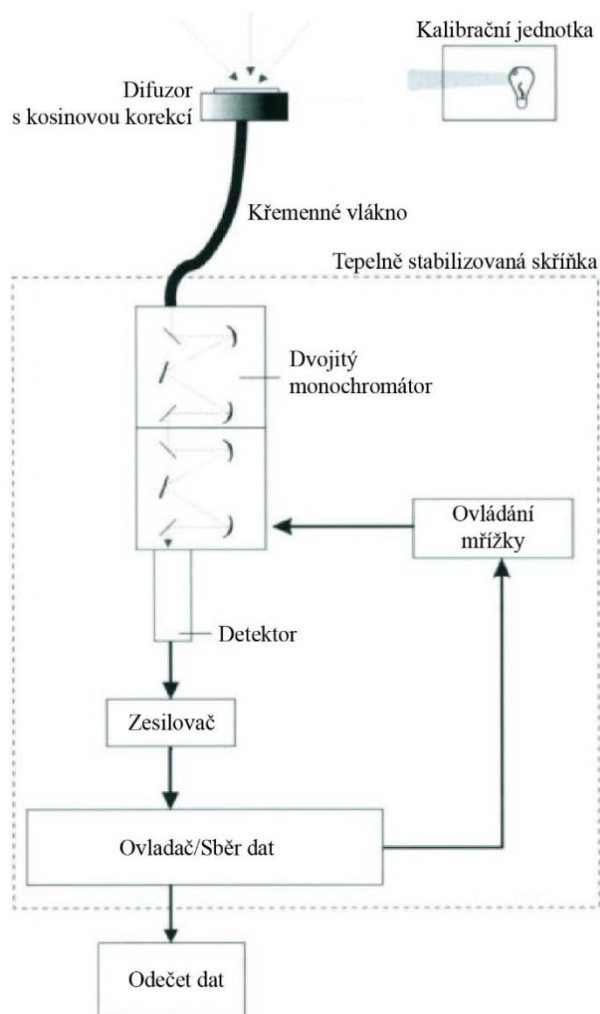 Kalibrační jednotka
Difuzor
s kosinovou korekcí
Křemenné vlákno
Tepelně stabilizovaná skříňka
Dvojitý
monochromátor
Ovládání
mřížky
Detektor
Zesilovač
Ovladač/Sběr dat
Odečet dat